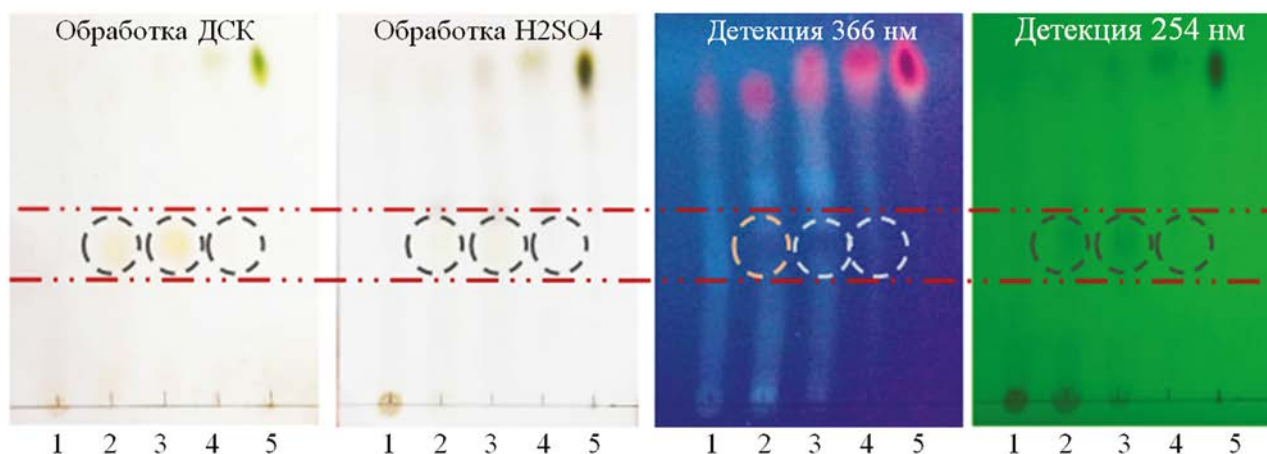 Обработка ДСК
Обработка H2SO4
Детекция 366 нм
Детекция 254 нм
1 2 3 4 5
1 2 3 4 5
1 2 3 4 5
1 2 3 4 5